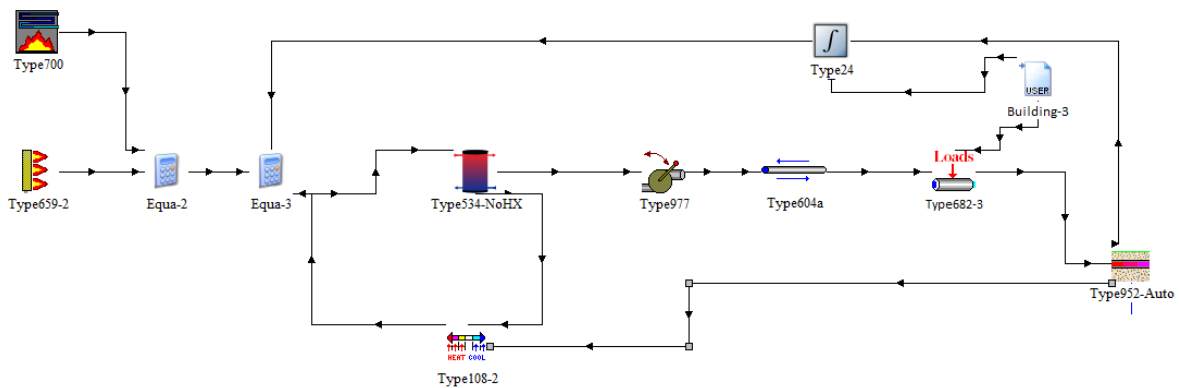 Type700
Type24
USER
Building-3
Loads
Type659-2
Equa-2
Equa-3
Type534-NoHX
Type977
Type604a
Type682-3
Type952-Auto
HEAT COOL
Type108-2